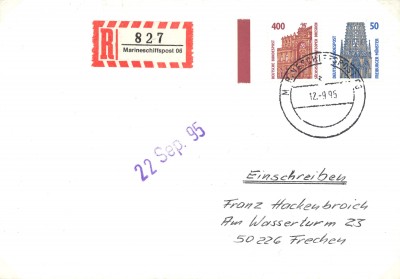 R
827
Marineschiffspost 06
400
50
DEUTSCHE BUNDESPOST
12.-9.95
22 Sep. 95
Einschreiben
Franz Hackenbroich
Am Wasserturm 23
50226 Frechen